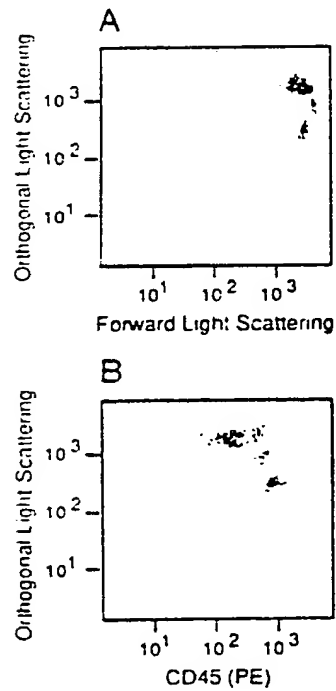 A
Orthogonal Light Scattering
10³
10²
10¹
10¹ 10² 10³
Forward Light Scattering
B
Orthogonal Light Scattering
10³
10²
10¹
10¹ 10² 10³
CD45 (PE)